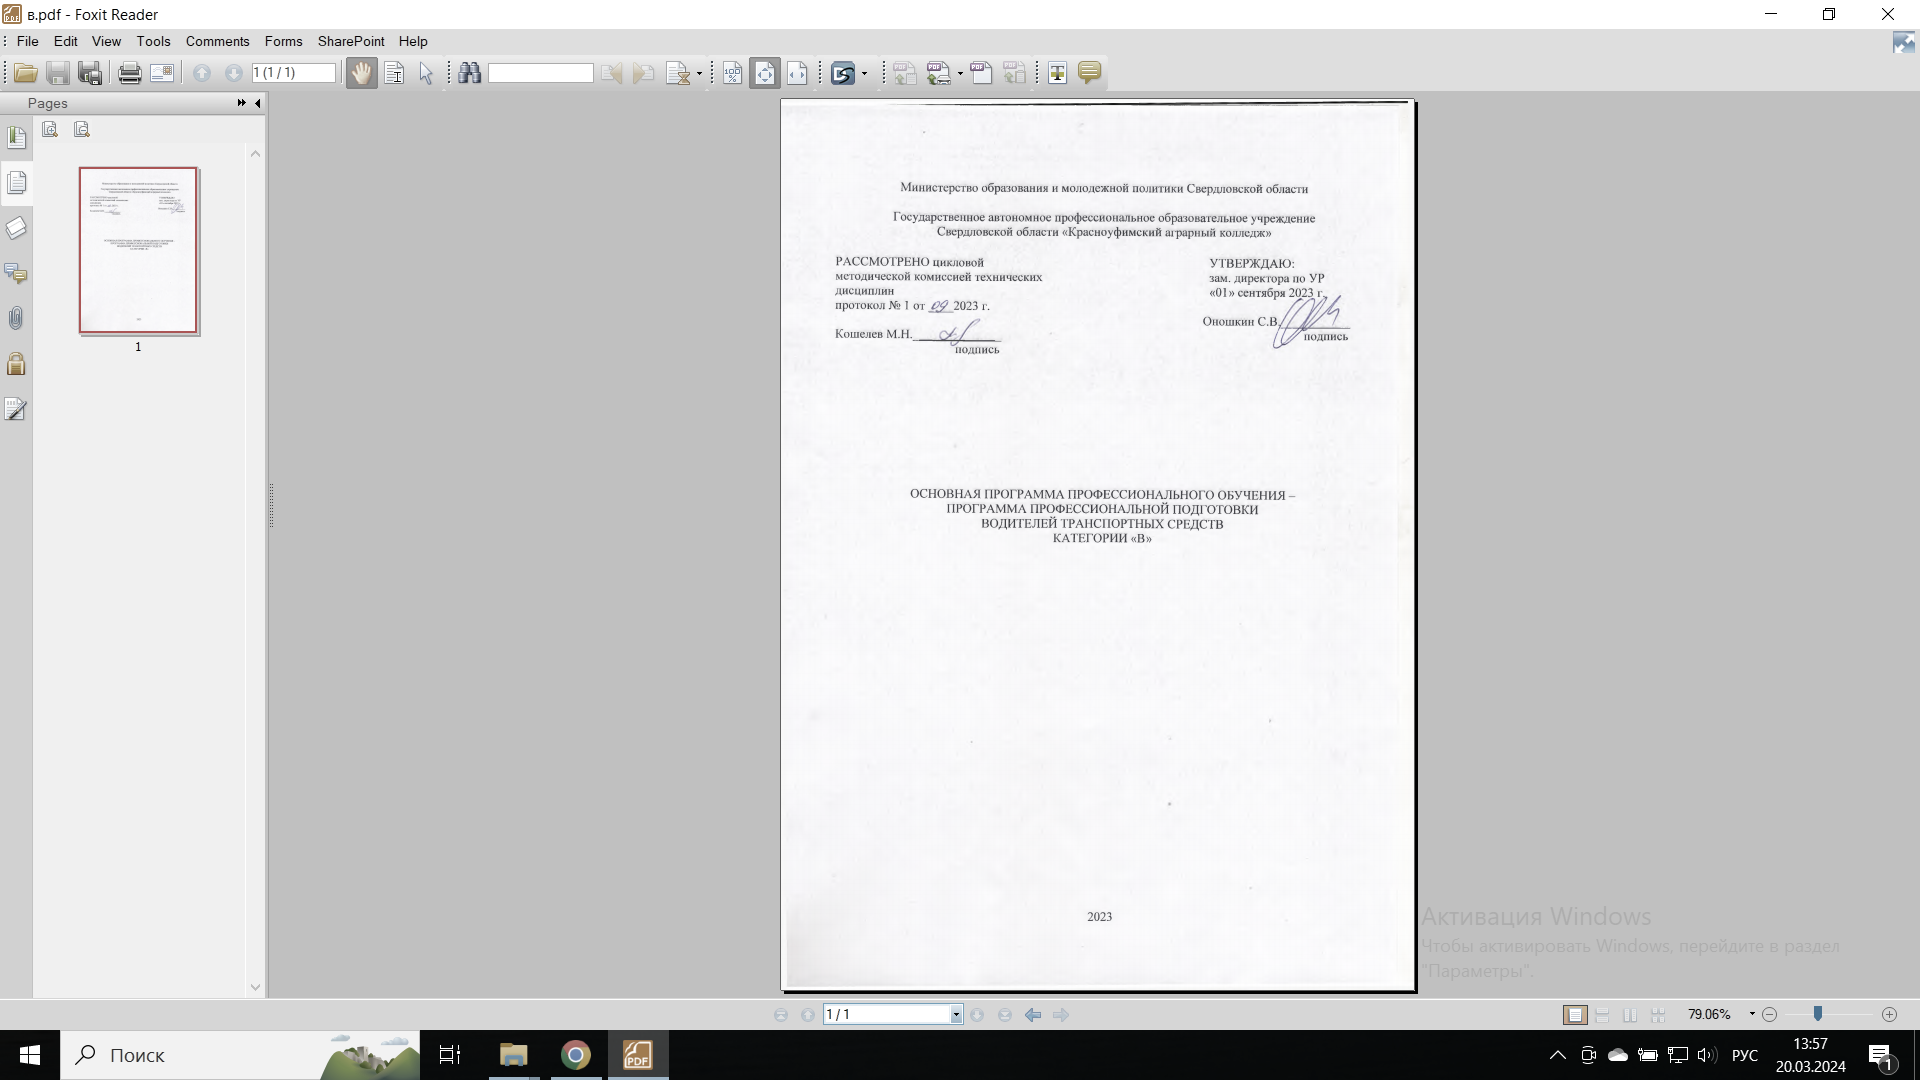 в.pdf - Foxit Reader
File Edit View Tools Comments Forms SharePoint Help
1 (1 / 1)
Pages
1
Министерство образования и молодежной политики Свердловской области
Государственное автономное профессиональное образовательное учреждение
Свердловской области «Красноуфимский аграрный колледж»
РАССМОТРЕНО цикловой
методической комиссией технических
дисциплин
протокол № 1 от 09 2023 г.
Кошелев М.Н.
подпись
УТВЕРЖДАЮ:
зам. директора по УР
«01» сентября 2023 г.
Оношкин С.В.
подпись
ОСНОВНАЯ ПРОГРАММА ПРОФЕССИОНАЛЬНОГО ОБУЧЕНИЯ –
ПРОГРАММА ПРОФЕССИОНАЛЬНОЙ ПОДГОТОВКИ
ВОДИТЕЛЕЙ ТРАНСПОРТНЫХ СРЕДСТВ
КАТЕГОРИИ «В»
2023
Активация Windows
Чтобы активировать Windows, перейдите в раздел
"Параметры".
1 / 1
79.06%
Поиск
РУС
13:57
20.03.2024
1